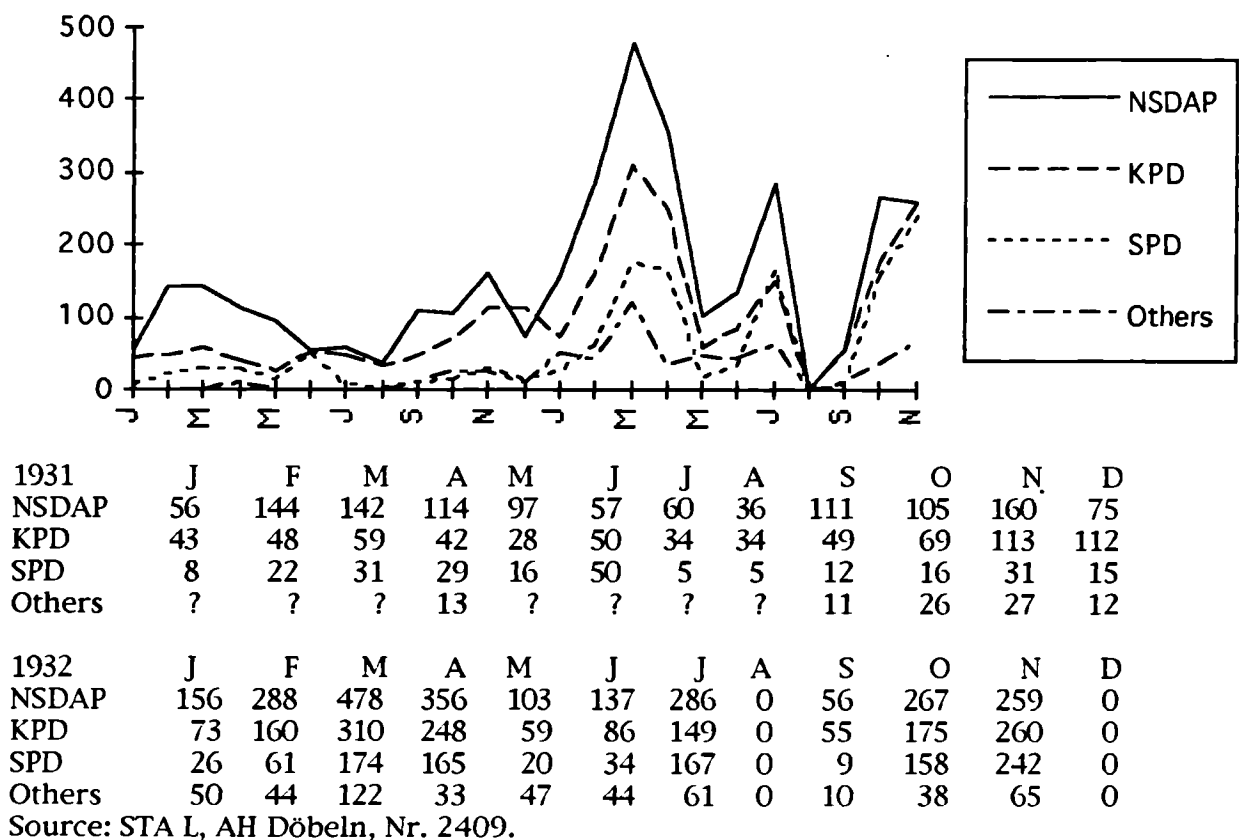 500
400
300
200
100
0
J M M J S N J M M J S N
NSDAP
KPD
SPD
Others
1931 J F M A M J J A S O N D
NSDAP 56 144 142 114 97 57 60 36 111 105 160 75
KPD 43 48 59 42 28 50 34 34 49 69 113 112
SPD 8 22 31 29 16 50 5 5 12 16 31 15
Others ? ? ? 13 ? ? ? ? 11 26 27 12
1932 J F M A M J J A S O N D
NSDAP 156 288 478 356 103 137 286 0 56 267 259 0
KPD 73 160 310 248 59 86 149 0 55 175 260 0
SPD 26 61 174 165 20 34 167 0 9 158 242 0
Others 50 44 122 33 47 44 61 0 10 38 65 0
Source: STA L, AH Döbeln, Nr. 2409.